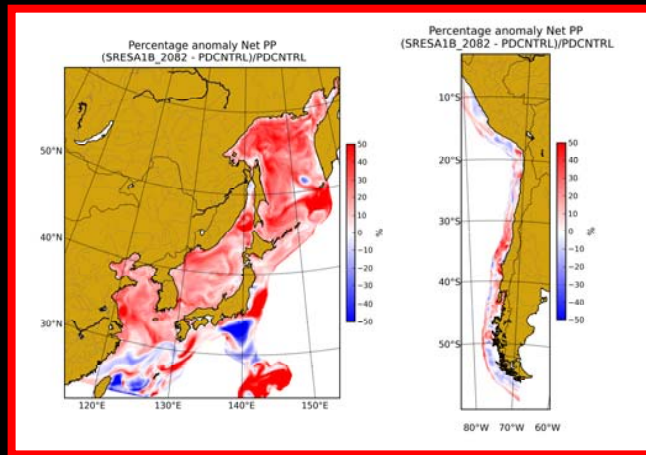 Percentage anomaly Net PP
(SRESA1B_2082 - PDCNTRL)/PDCNTRL
50°N
40°N
30°N
120°E 130°E 140°E 150°E
50
40
30
20
10
0
−10
−20
−30
−40
−50
%
Percentage anomaly Net PP
(SRESA1B_2082 - PDCNTRL)/PDCNTRL
10°S
20°S
30°S
40°S
50°S
80°W 70°W 60°W
50
40
30
20
10
0
−10
−20
−30
−40
−50
%